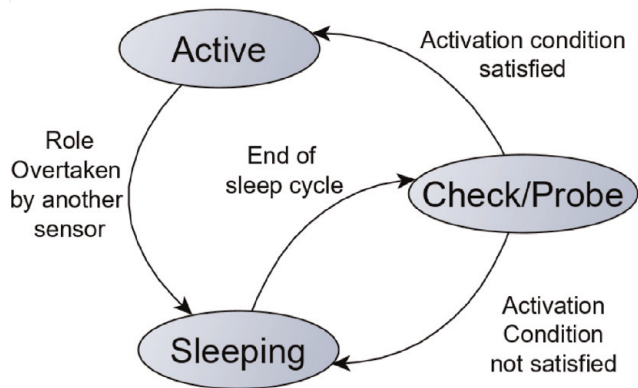 Active
Activation condition
satisfied
Role
Overtaken
by another
sensor
End of
sleep cycle
Check/Probe
Sleeping
Activation
Condition
not satisfied